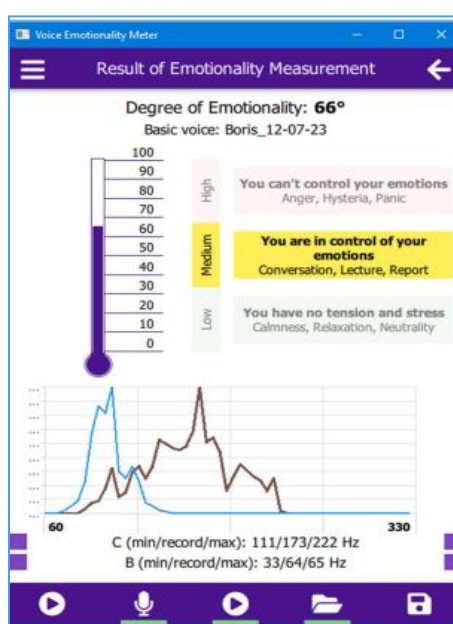 Voice Emotionality Meter
Result of Emotionality Measurement
Degree of Emotionality: 66°
Basic voice: Boris_12-07-23
100
90
80
70
60
50
40
30
20
10
0
High
You can't control your emotions
Anger, Hysteria, Panic
Medium
You are in control of your
emotions
Conversation, Lecture, Report
Low
You have no tension and stress
Calmness, Relaxation, Neutrality
...
...
...
...
...
...
...
60
330
C (min/record/max): 111/173/222 Hz
B (min/record/max): 33/64/65 Hz